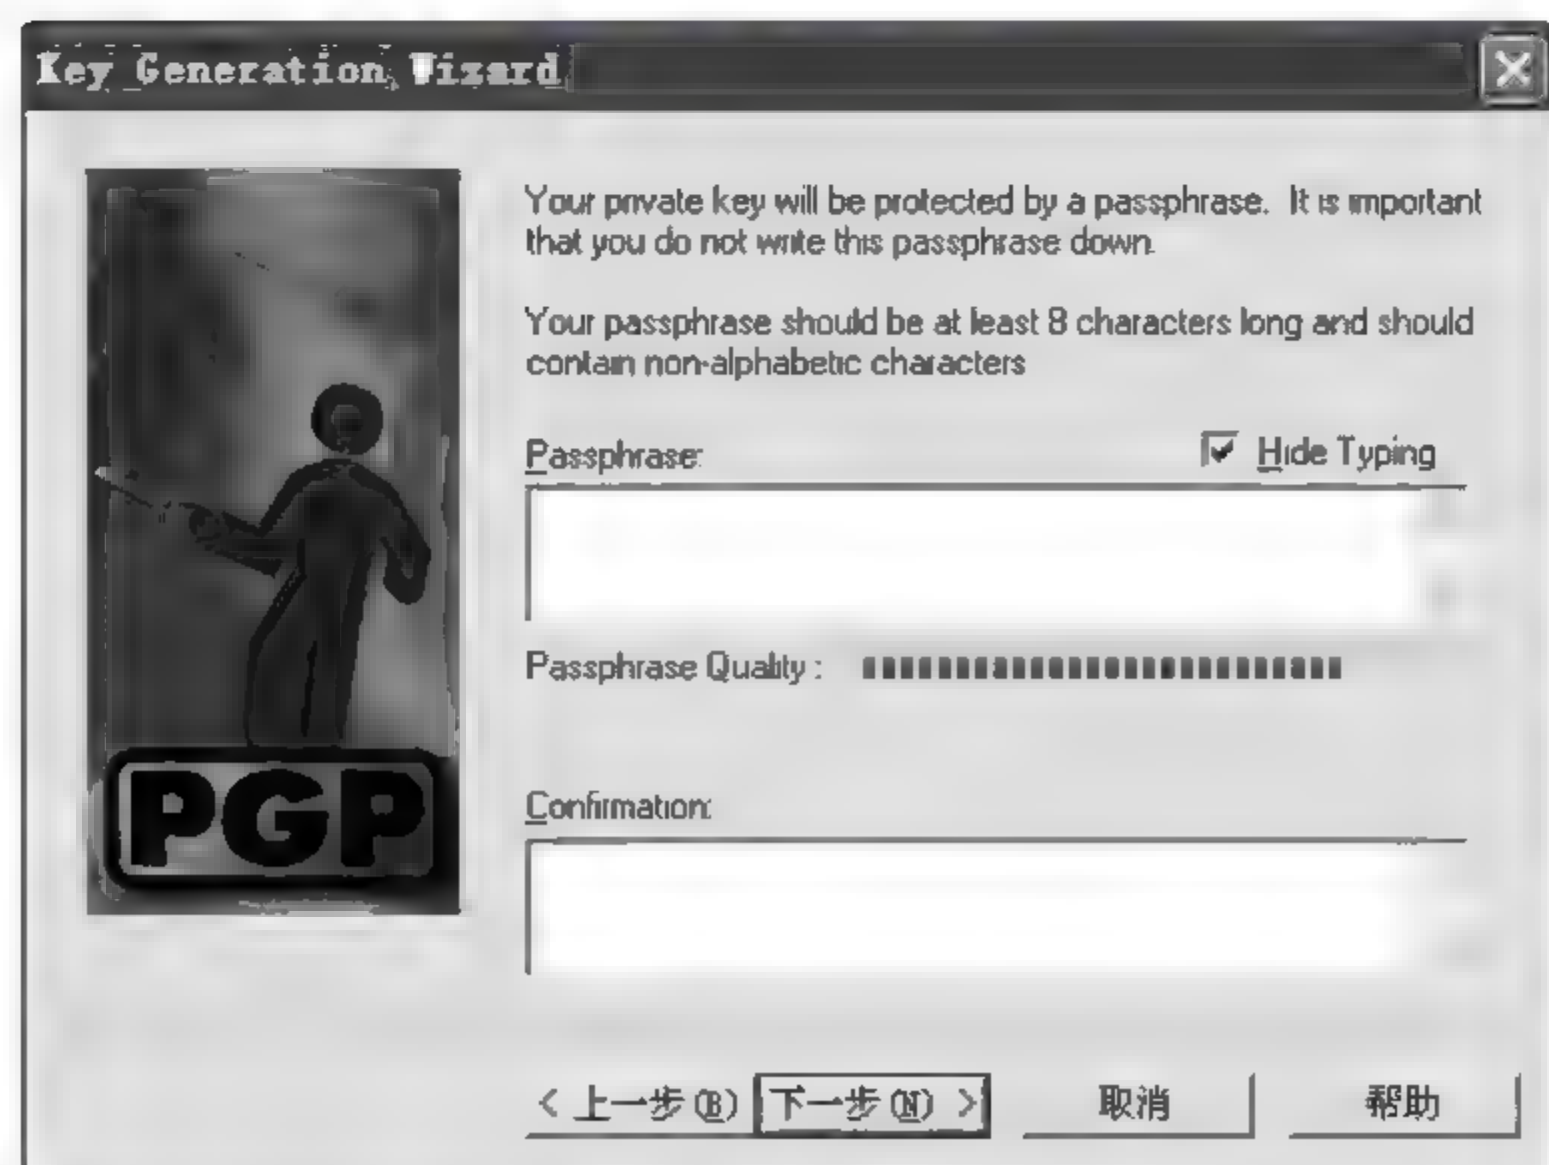 Key Generation Wizard
Your private key will be protected by a passphrase. It is important
that you do not write this passphrase down.
Your passphrase should be at least 8 characters long and should
contain non-alphabetic characters
Passphrase:
Hide Typing
Passphrase Quality :
Confirmation:
PGP
< 上一步(B)
下一步(N) >
取消
帮助